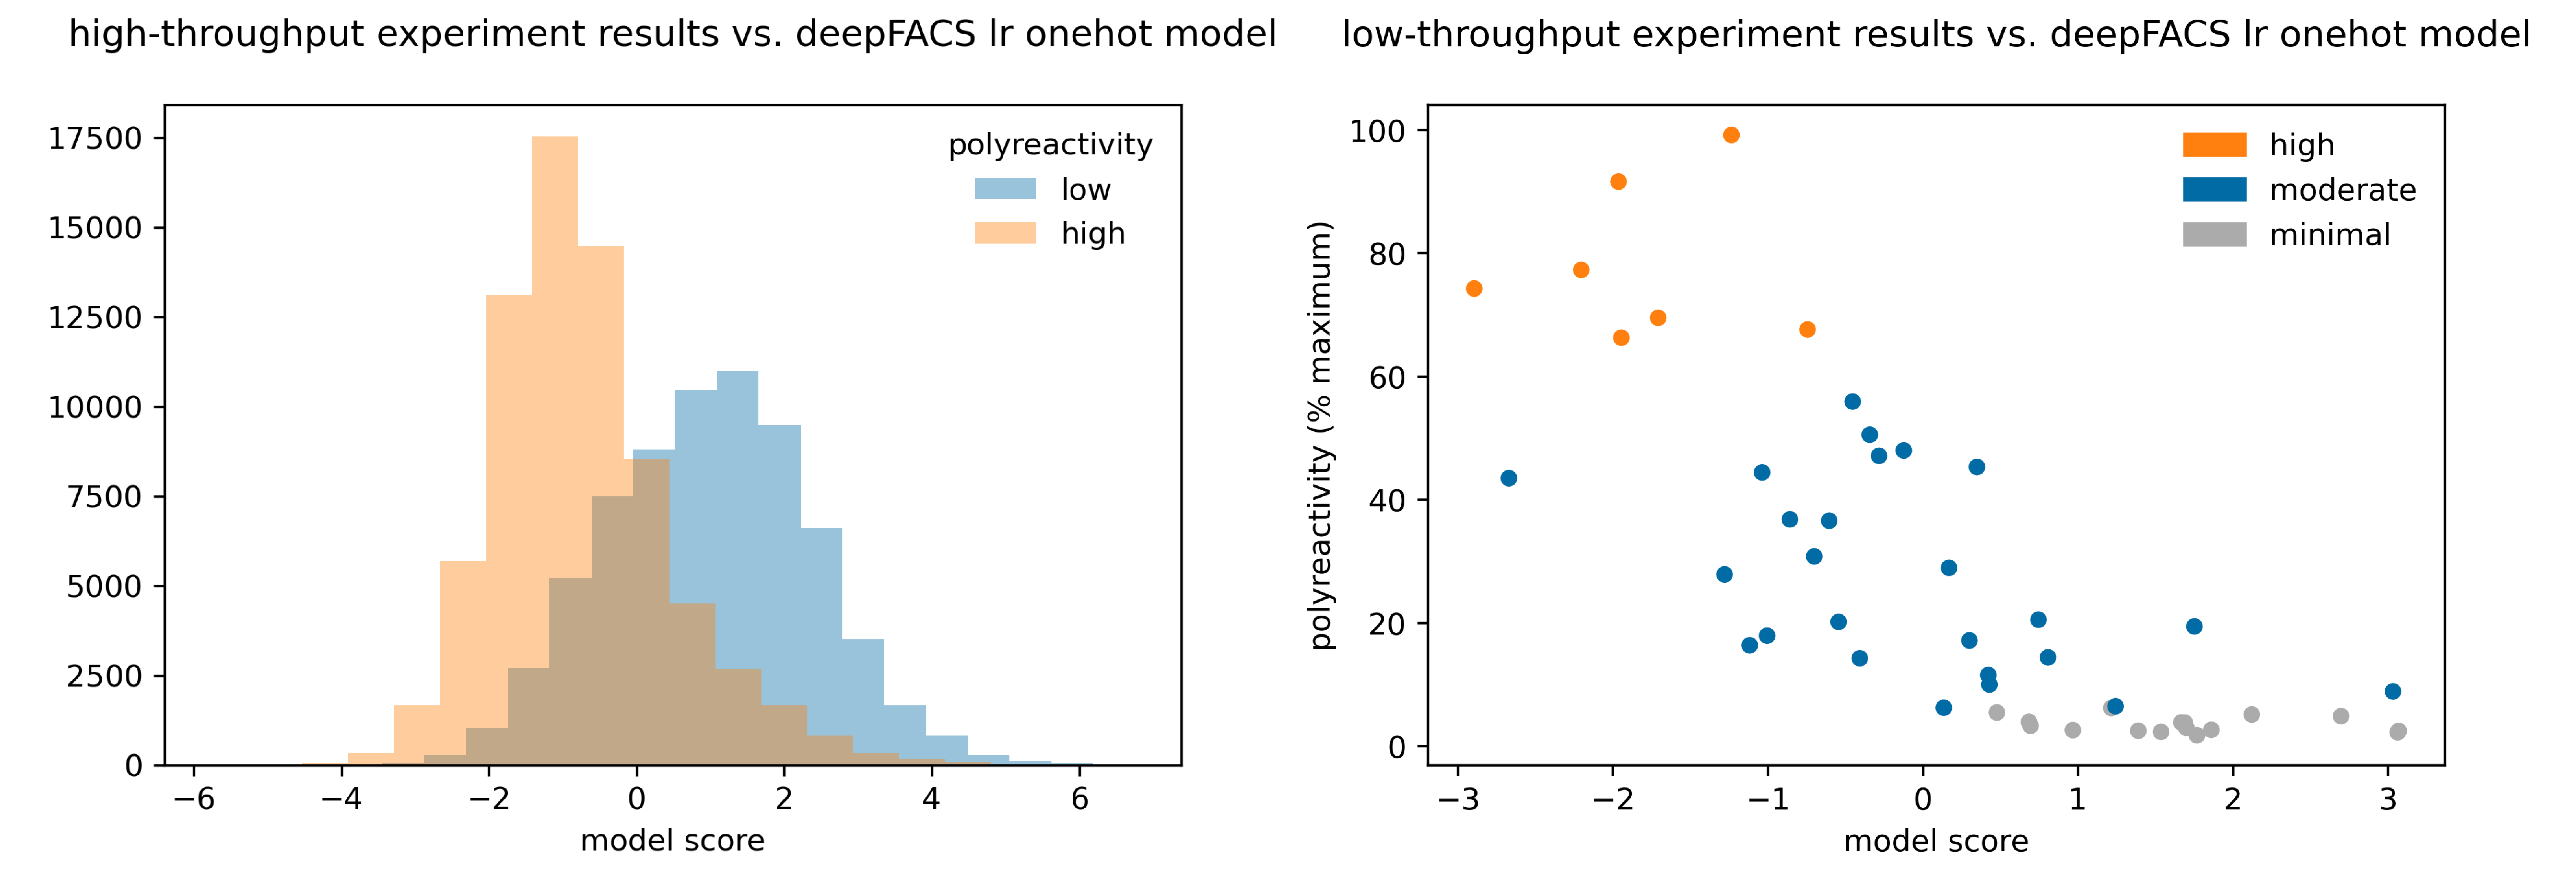 high-throughput experiment results vs. deepFACS lr onehot model
17500
15000
12500
10000
7500
5000
2500
0
−6 −4 −2 0 2 4 6
model score
polyreactivity
low
high
low-throughput experiment results vs. deepFACS lr onehot model
polyreactivity (% maximum)
100
80
60
40
20
0
−3 −2 −1 0 1 2 3
model score
high
moderate
minimal